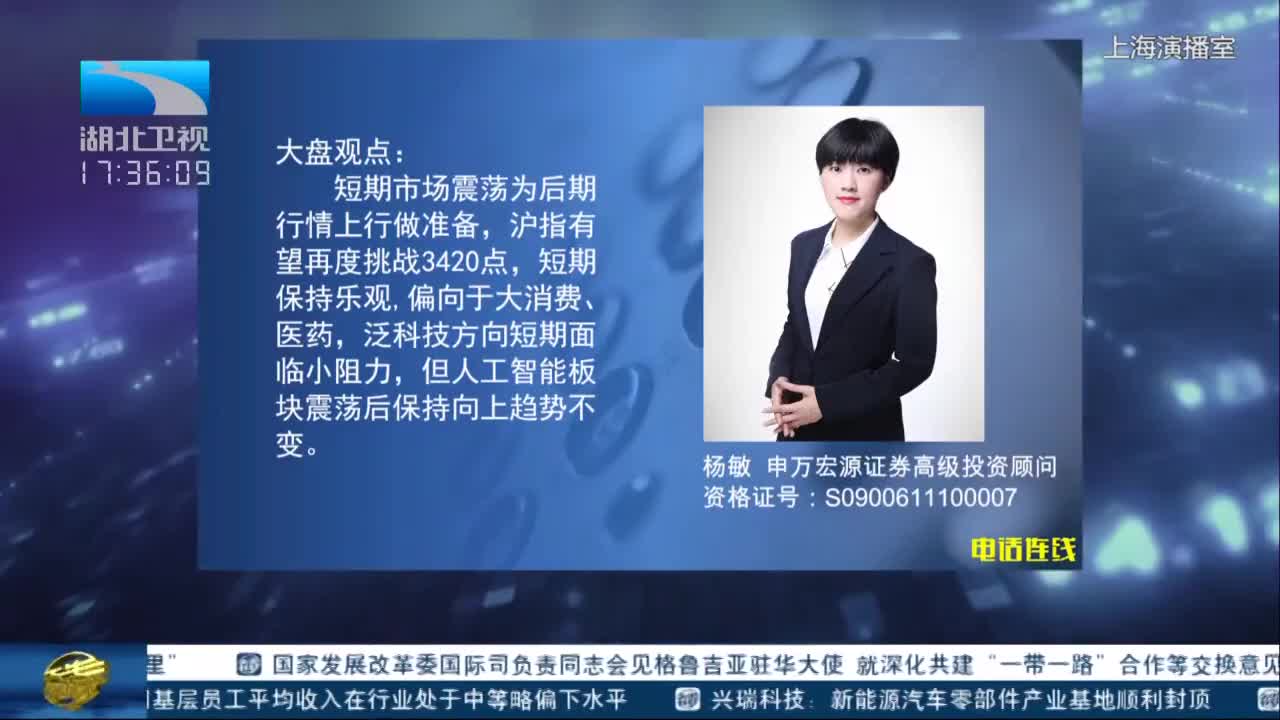 上海演播室
湖北卫视
17:36:09
大盘观点：
短期市场震荡为后期
行情上行做准备，沪指有
望再度挑战3420点，短期
保持乐观,偏向于大消费、
医药，泛科技方向短期面
临小阻力，但人工智能板
块震荡后保持向上趋势不
变。
杨敏 申万宏源证券高级投资顾问
资格证号：S0900611100007
电话连线
里” 国家发展改革委国际司负责同志会见格鲁吉亚驻华大使 就深化共建“一带一路”合作等交换意见
基层员工平均收入在行业处于中等略偏下水平 兴瑞科技：新能源汽车零部件产业基地顺利封顶